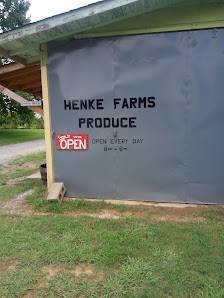 HENKE FARMS
PRODUCE
OPEN
OPEN EVERY DAY